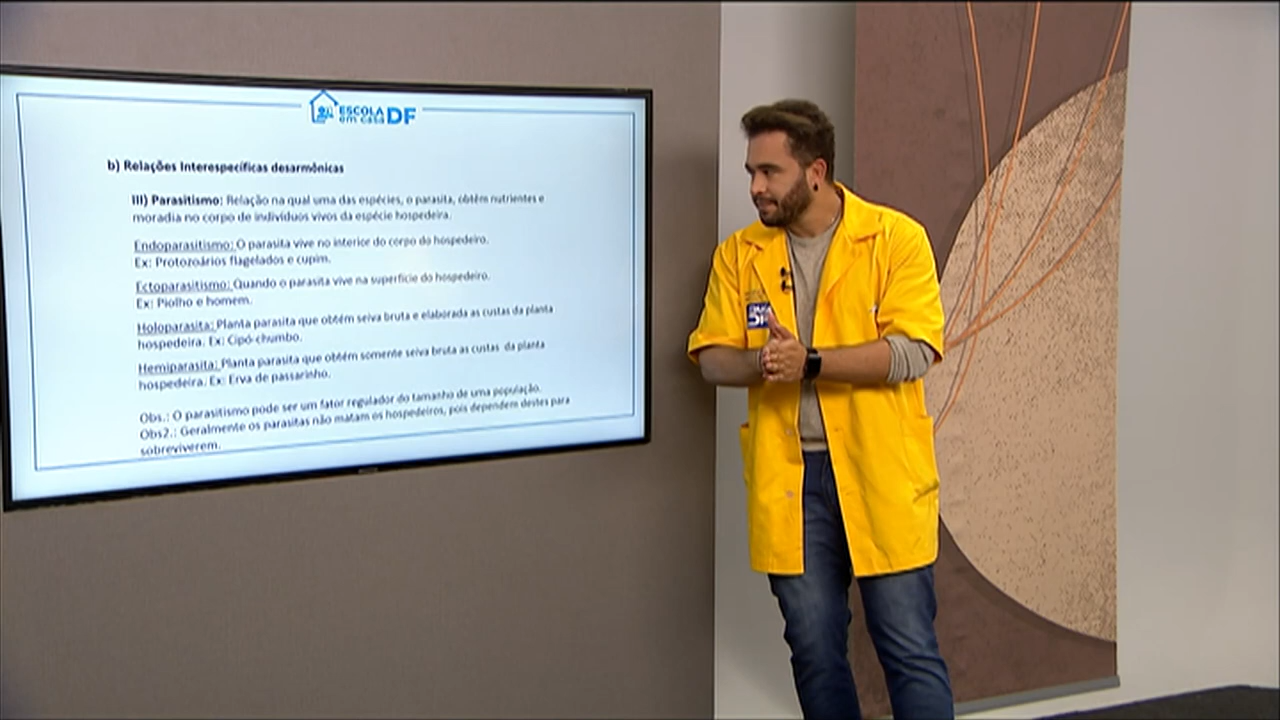 ESCOLA
em casa DF
b) Relações Interespecíficas desarmônicas
III) Parasitismo: Relação na qual uma das espécies, o parasita, obtêm nutrientes e
moradia no corpo de indivíduos vivos da espécie hospedeira.
Endoparasitismo: O parasita vive no interior do corpo do hospedeiro.
Ex: Protozoários flagelados e cupim.
Ectoparasitismo: Quando o parasita vive na superfície do hospedeiro.
Ex: Piolho e homem.
Holoparasita: Planta parasita que obtém seiva bruta e elaborada as custas da planta
hospedeira. Ex: Cipó-chumbo.
Hemiparasita: Planta parasita que obtém somente seiva bruta as custas da planta
hospedeira. Ex: Erva de passarinho.
Obs.: O parasitismo pode ser um fator regulador do tamanho de uma população.
Obs2.: Geralmente os parasitas não matam os hospedeiros, pois dependem destes para
sobreviverem.